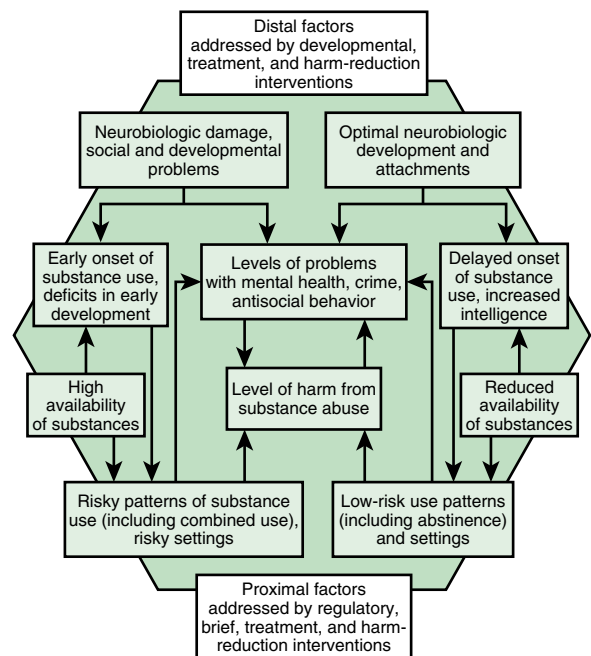 Distal factors
addressed by developmental,
treatment, and harm-reduction
interventions
Neurobiologic damage,
social and developmental
problems
Optimal neurobiologic
development and
attachments
Early onset of
substance use,
deficits in early
development
Levels of problems
with mental health, crime,
antisocial behavior
Delayed onset
of substance
use, increased
intelligence
High
availability
of substances
Level of harm from
substance abuse
Reduced
availability
of substances
Risky patterns of substance
use (including combined use),
risky settings
Low-risk use patterns
(including abstinence)
and settings
Proximal factors
addressed by regulatory,
brief, treatment, and harm-
reduction interventions